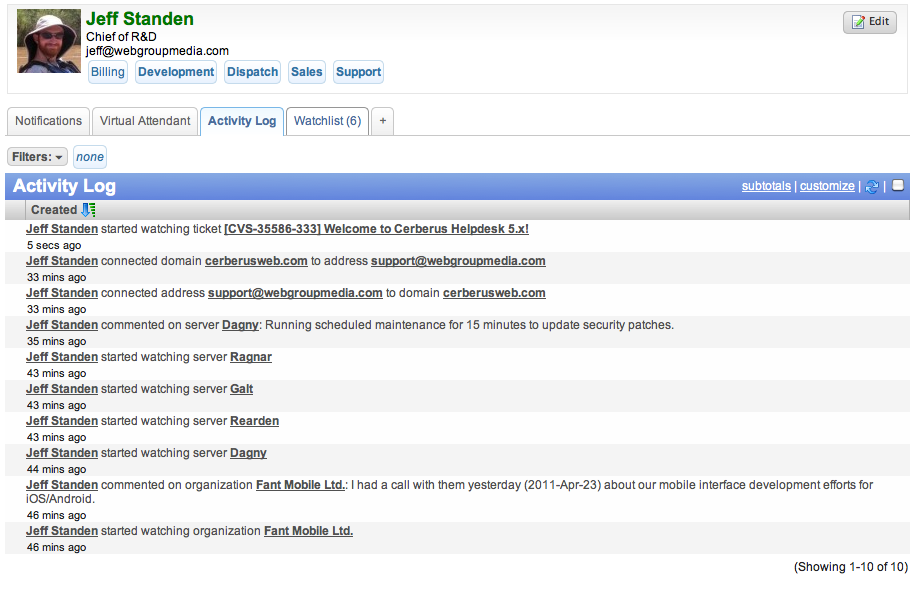 Jeff Standen
Chief of R&D
jeff@webgroupmedia.com
Edit
Billing Development Dispatch Sales Support
Notifications Virtual Attendant Activity Log Watchlist (6) +
Filters: none
Activity Log subtotals | customize | |
Created
Jeff Standen started watching ticket [CVS-35586-333] Welcome to Cerberus Helpdesk 5.x!
5 secs ago
Jeff Standen connected domain cerberusweb.com to address support@webgroupmedia.com
33 mins ago
Jeff Standen connected address support@webgroupmedia.com to domain cerberusweb.com
33 mins ago
Jeff Standen commented on server Dagny: Running scheduled maintenance for 15 minutes to update security patches.
35 mins ago
Jeff Standen started watching server Ragnar
43 mins ago
Jeff Standen started watching server Galt
43 mins ago
Jeff Standen started watching server Rearden
43 mins ago
Jeff Standen started watching server Dagny
44 mins ago
Jeff Standen commented on organization Fant Mobile Ltd.: I had a call with them yesterday (2011-Apr-23) about our mobile interface development efforts for
iOS/Android.
46 mins ago
Jeff Standen started watching organization Fant Mobile Ltd.
46 mins ago
(Showing 1-10 of 10)